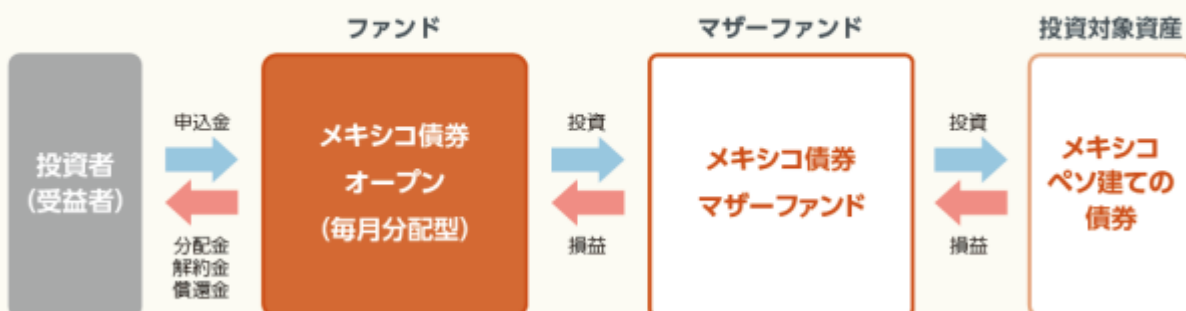 ファンド
マザーファンド
投資対象資産
投資者
(受益者)
申込金
分配金
解約金
償還金
メキシコ債券
オープン
(毎月分配型)
投資
損益
メキシコ債券
マザーファンド
投資
損益
メキシコ
ペソ建ての
債券